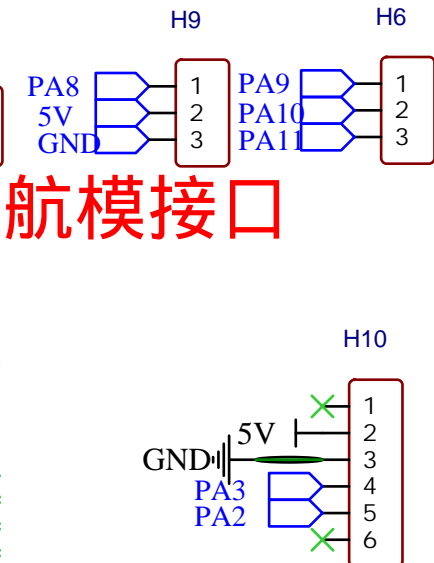 H9
H6
PA8 1
5V 2
GND 3
PA9 1
PA10 2
PA11 3
航模接口
H10
1
5V 2
GND 3
PA3 4
PA2 5
6